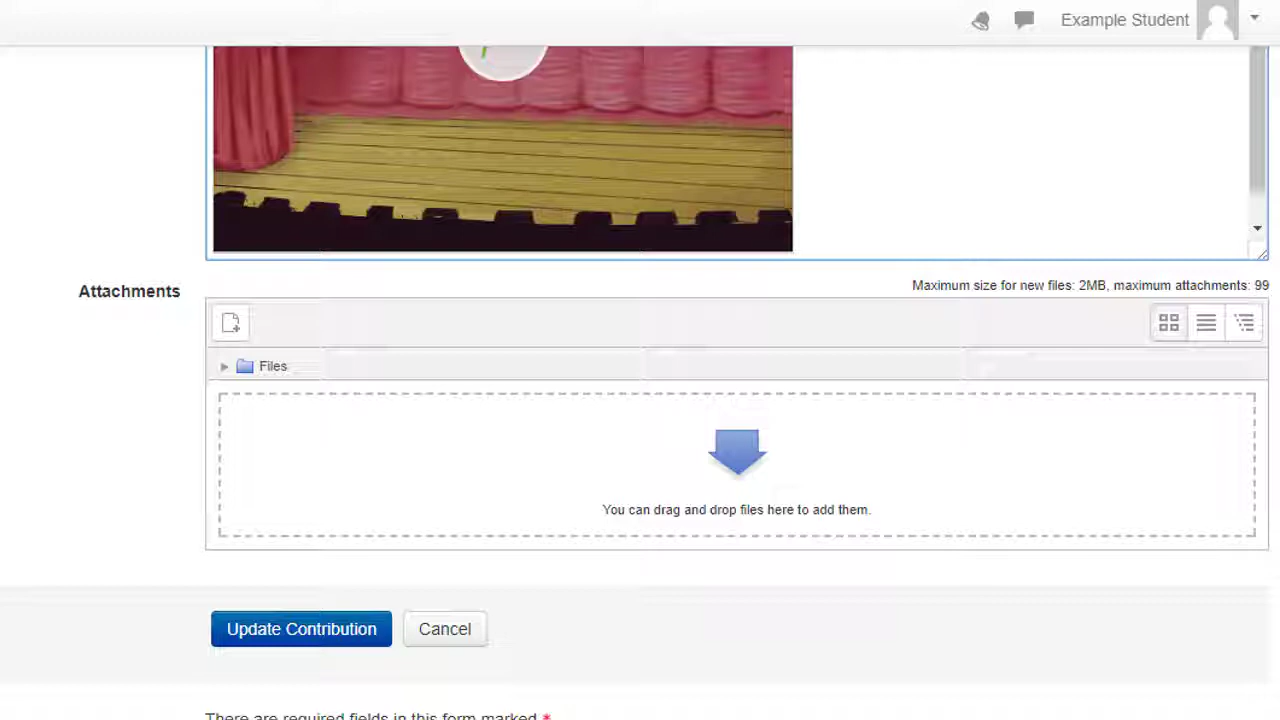 Example Student
Attachments
Maximum size for new files: 2MB, maximum attachments: 99
Files
You can drag and drop files here to add them.
Update Contribution
Cancel
There are required fields in this form marked *